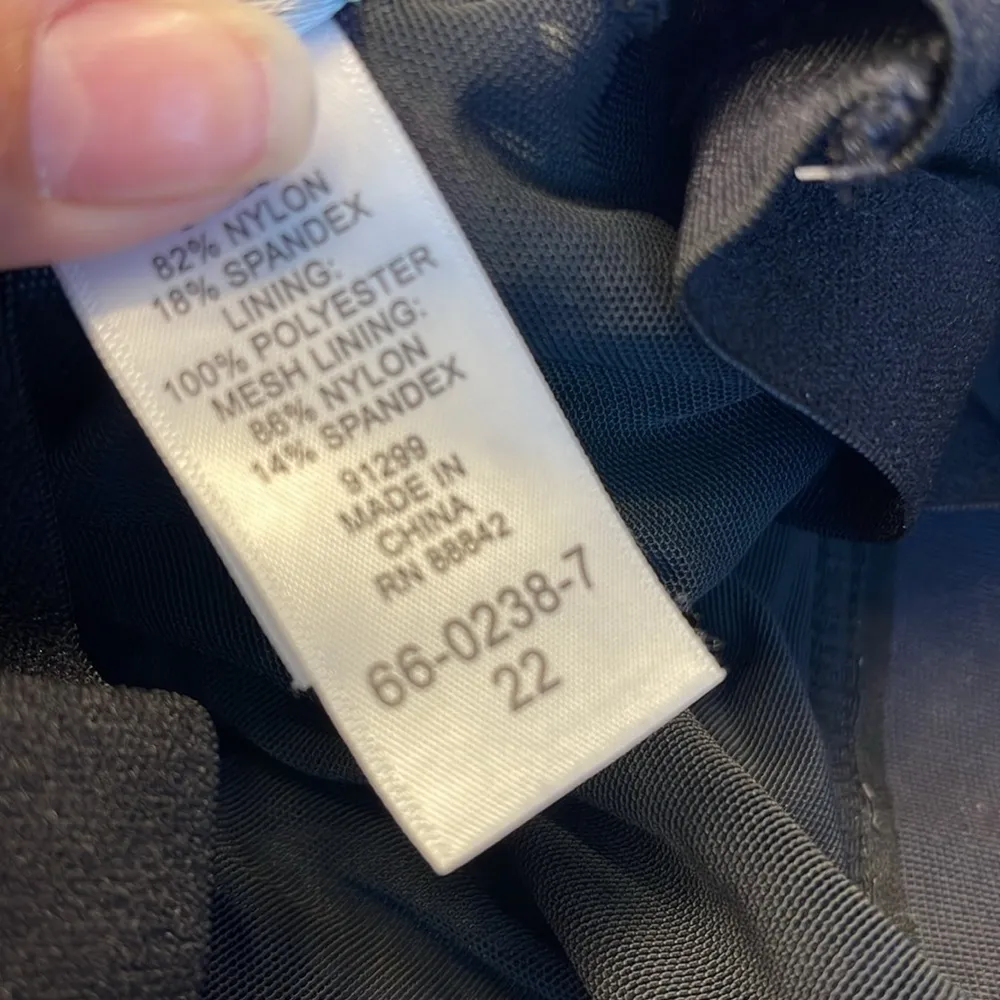 82% NYLON
18% SPANDEX
LINING:
100% POLYESTER
MESH LINING:
86% NYLON
14% SPANDEX
91299
MADE IN
CHINA
RN 88842
66-0238-7
22